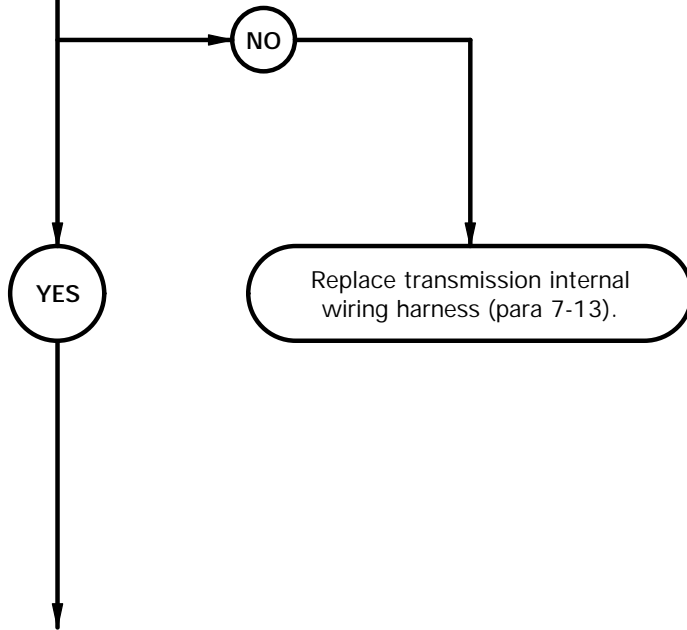 NO
YES
Replace transmission internal
wiring harness (para 7-13).